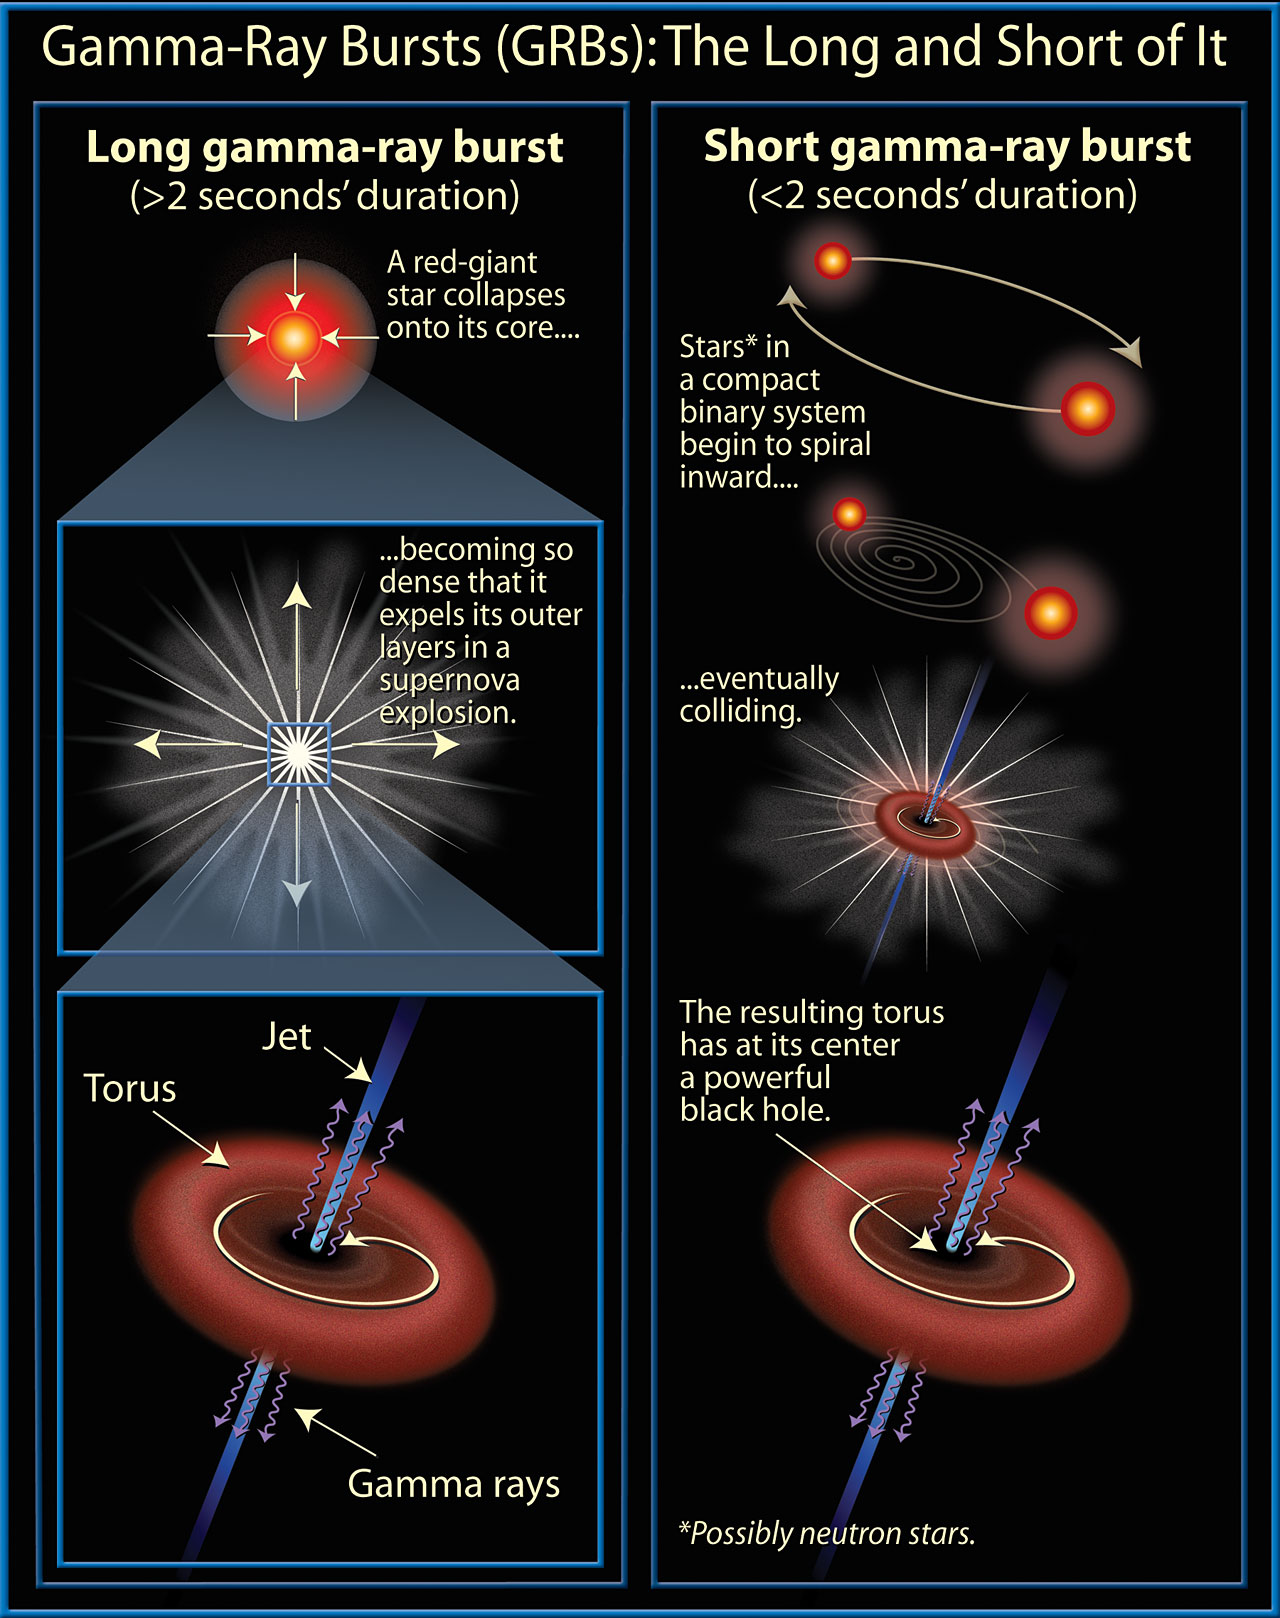 Gamma-Ray Bursts (GRBs): The Long and Short of It
Long gamma-ray burst
(>2 seconds’ duration)
A red-giant
star collapses
onto its core....
...becoming so
dense that it
expels its outer
layers in a
supernova
explosion.
Jet
Torus
Gamma rays
Short gamma-ray burst
(<2 seconds’ duration)
Stars* in
a compact
binary system
begin to spiral
inward....
...eventually
colliding.
The resulting torus
has at its center
a powerful
black hole.
*Possibly neutron stars.